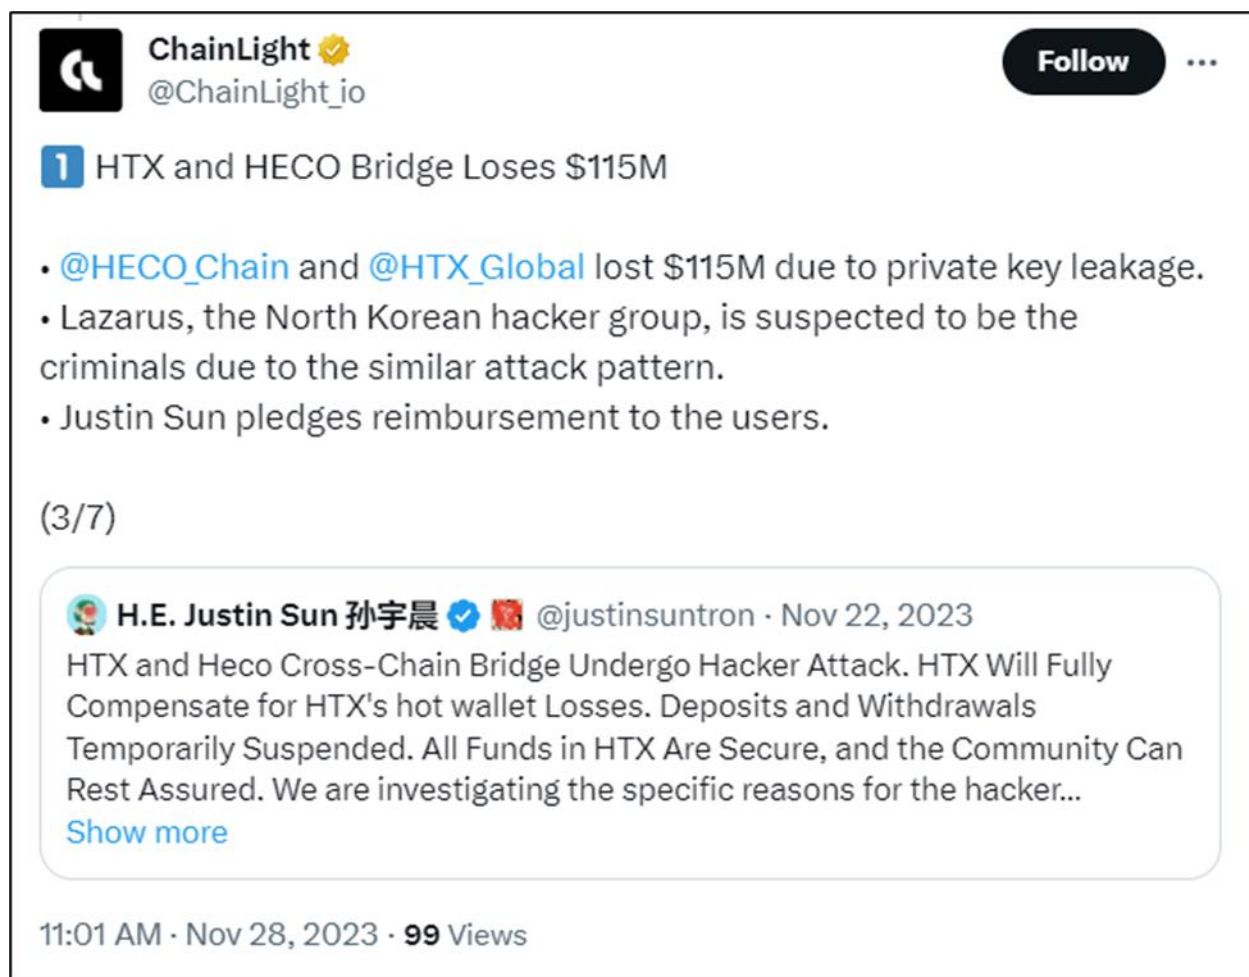 ChainLight
@ChainLight_io
Follow
1 HTX and HECO Bridge Loses $115M
• @HECO_Chain and @HTX_Global lost $115M due to private key leakage.
• Lazarus, the North Korean hacker group, is suspected to be the
criminals due to the similar attack pattern.
• Justin Sun pledges reimbursement to the users.
(3/7)
H.E. Justin Sun 孙宇晨 @justinsuntron · Nov 22, 2023
HTX and Heco Cross-Chain Bridge Undergo Hacker Attack. HTX Will Fully
Compensate for HTX's hot wallet Losses. Deposits and Withdrawals
Temporarily Suspended. All Funds in HTX Are Secure, and the Community Can
Rest Assured. We are investigating the specific reasons for the hacker...
Show more
11:01 AM · Nov 28, 2023 · 99 Views